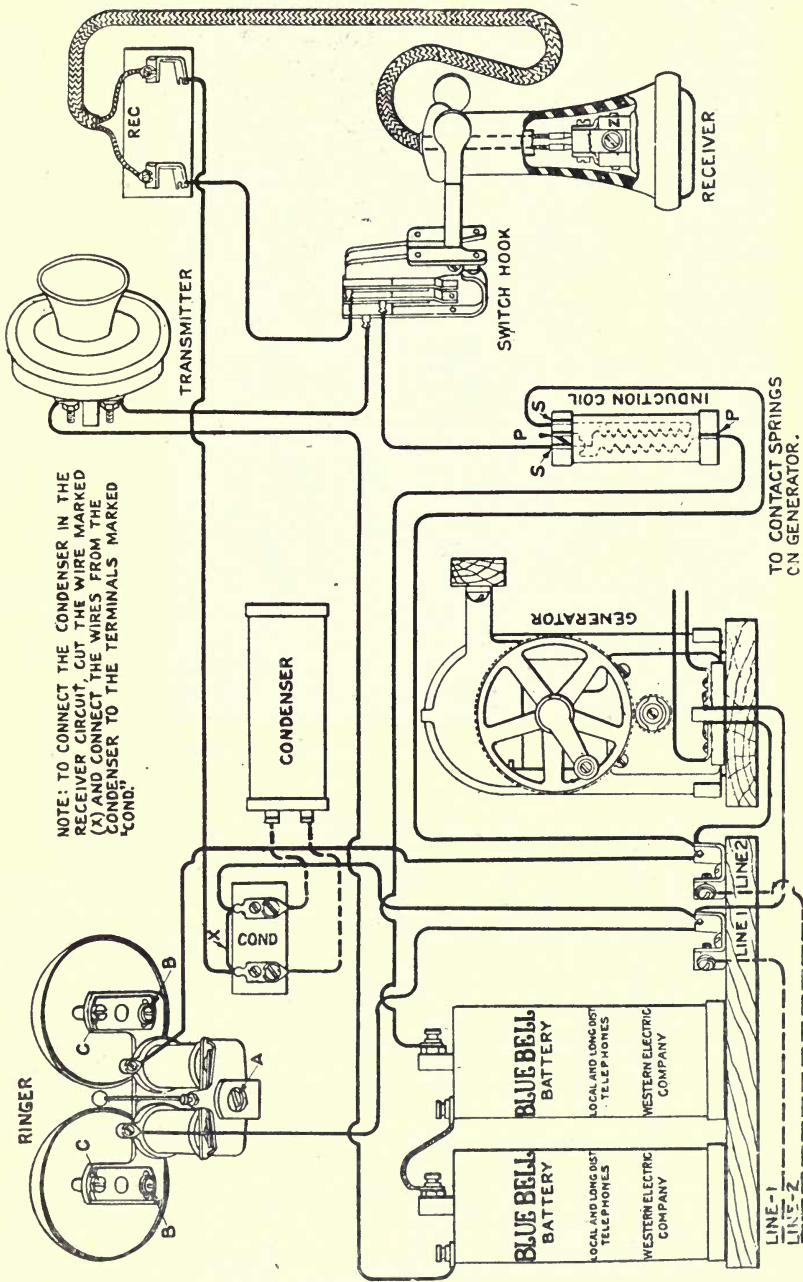 REC
TRANSMITTER
RECEIVER
Z
SWITCH HOOK
NOTE: TO CONNECT THE CONDENSER IN THE
RECEIVER CIRCUIT, CUT THE WIRE MARKED
(X) AND CONNECT THE WIRES FROM THE
CONDENSER TO THE TERMINALS MARKED
"COND."
CONDENSER
INDUCTION COIL
S
P
S
P
GENERATOR
TO CONTACT SPRINGS
ON GENERATOR.
RINGER
C
B
C
B
A
X
COND
LINE 1
LINE 2
BLUE BELL
BATTERY
LOCAL AND LONG DIST
TELEPHONES
WESTERN ELECTRIC
COMPANY
BLUE BELL
BATTERY
LOCAL AND LONG DIST
TELEPHONES
WESTERN ELECTRIC
COMPANY
LINE-1
LINE-2